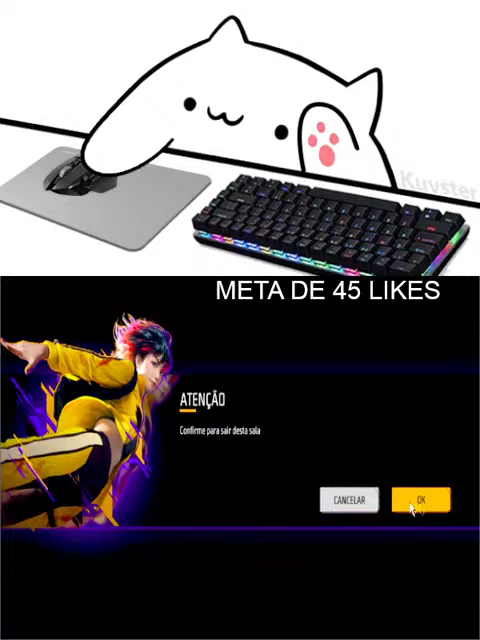 Kuvster
META DE 45 LIKES
ATENÇÃO
Confirme para sair desta sala
CANCELAR
OK